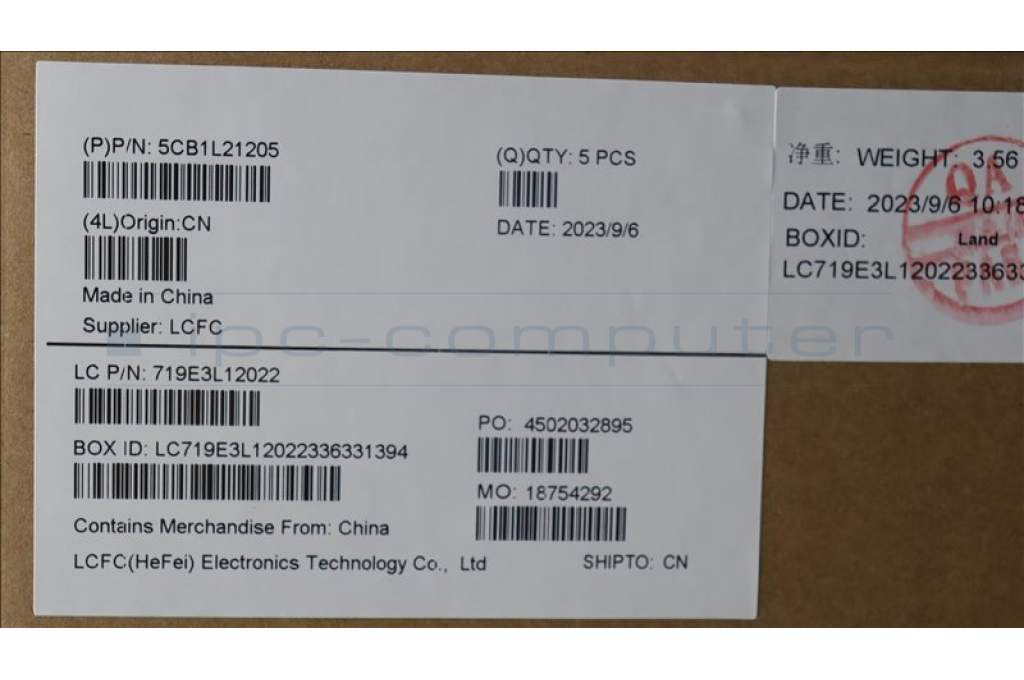 (P)P/N: 5CB1L21205
(4L)Origin:CN
Made in China
Supplier: LCFC
(Q)QTY: 5 PCS
DATE: 2023/9/6
净重: WEIGHT: 3.56
DATE: 2023/9/6 10:18
BOXID: Land
LC719E3L1202233633
QA
ipc-computer
LC P/N: 719E3L12022
BOX ID: LC719E3L12022336331394
Contains Merchandise From: China
LCFC(HeFei) Electronics Technology Co., Ltd
PO: 4502032895
MO: 18754292
SHIPTO: CN